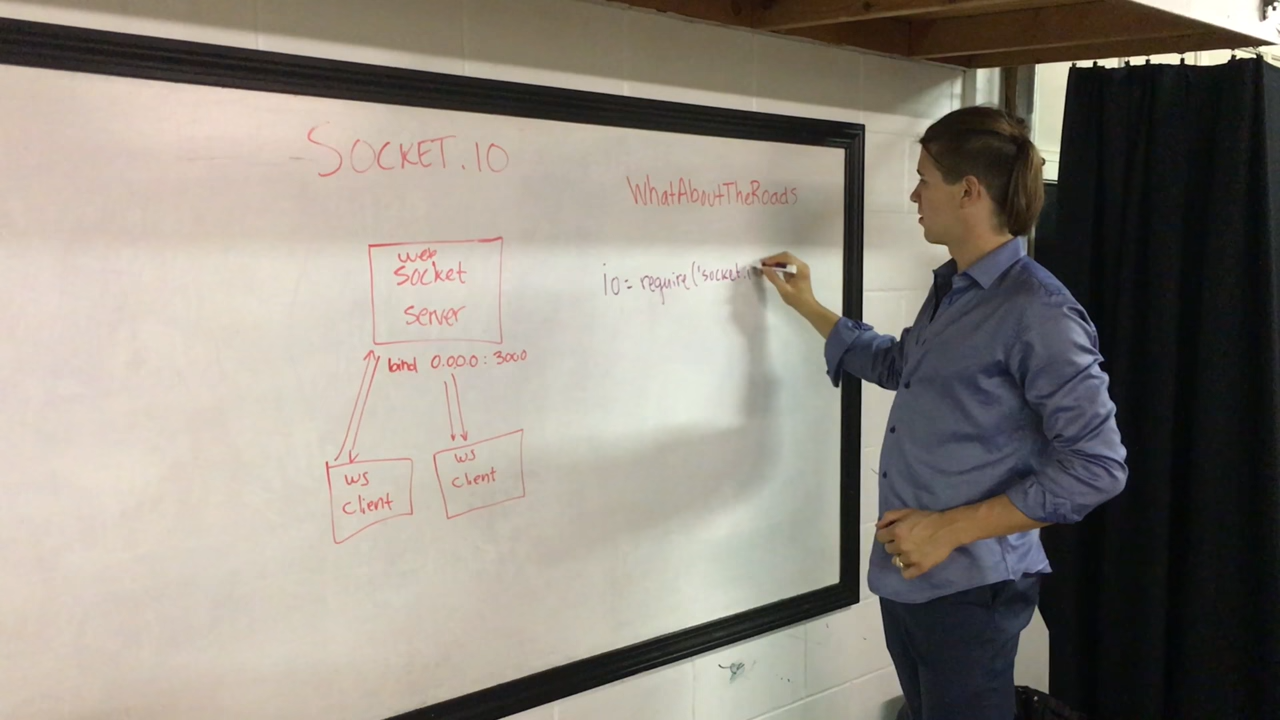 SOCKET.IO
WhatAboutTheRoads
web
socket
server
io= require('socket.i
bind 0.0.0.0:3000
ws
client
ws
client